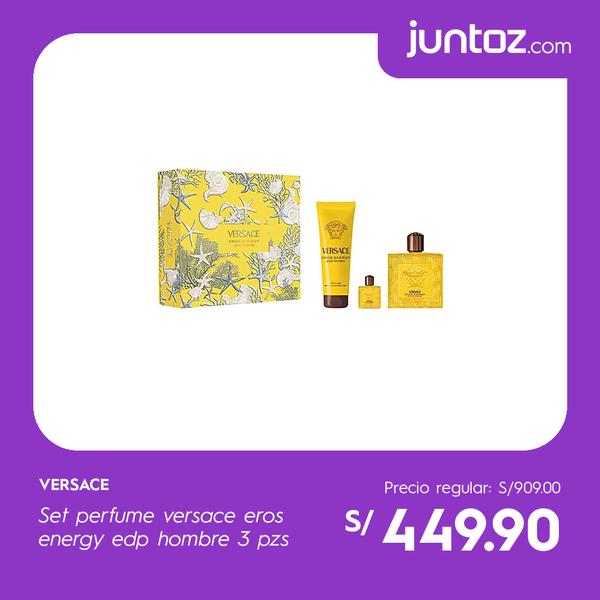 juntoz.com
VERSACE
EROS ENERGY
VERSACE
VERSACE
EROS ENERGY
VERSACE
VERSACE
Precio regular: S/909.00
Set perfume versace eros
energy edp hombre 3 pzs
S/ 449.90